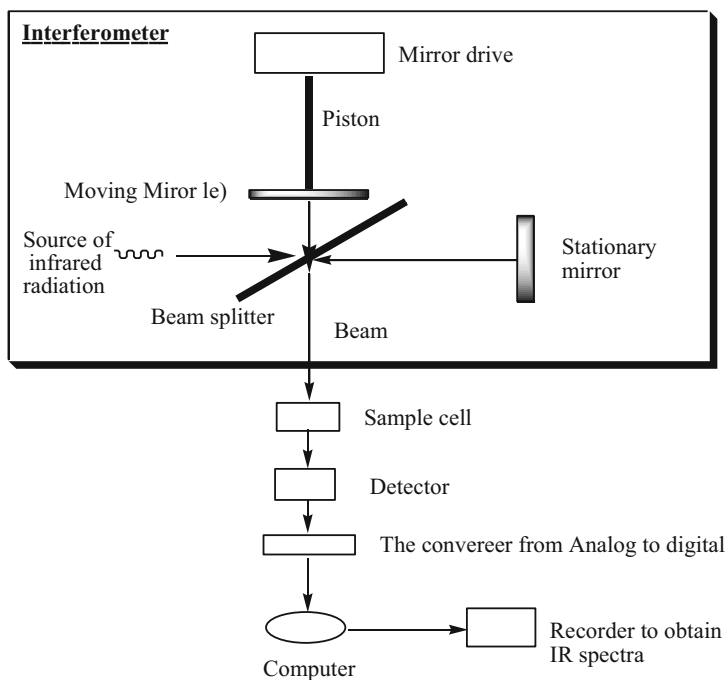 Interferometer
Mirror drive
Piston
Moving Miror le)
Source of
infrared
radiation
Stationary
mirror
Beam splitter
Beam
Sample cell
Detector
The convereer from Analog to digital
Recorder to obtain
IR spectra
Computer